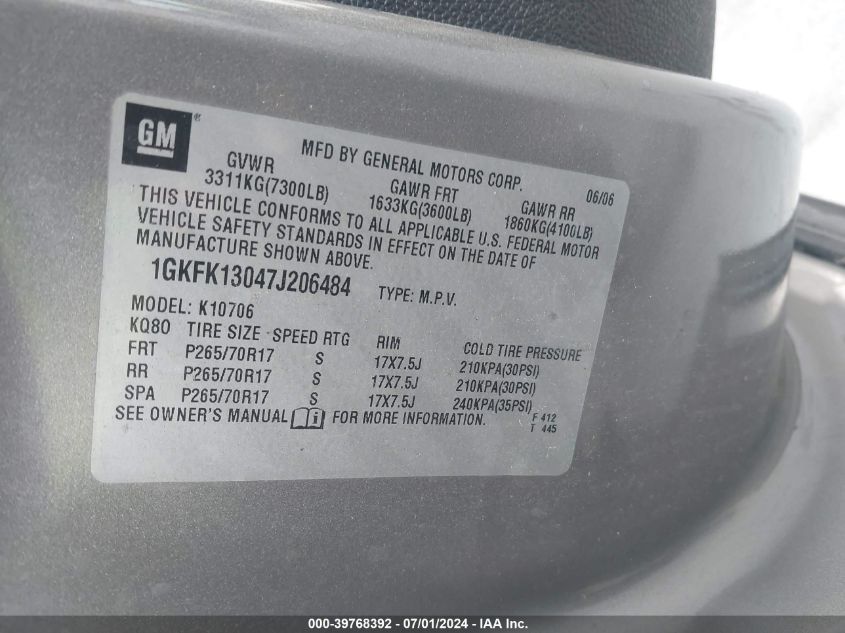 GM ®
MFD BY GENERAL MOTORS CORP. 06/06
GVWR GAWR FRT GAWR RR
3311KG(7300LB) 1633KG(3600LB) 1860KG(4100LB)
THIS VEHICLE CONFORMS TO ALL APPLICABLE U.S. FEDERAL MOTOR
VEHICLE SAFETY STANDARDS IN EFFECT ON THE DATE OF
MANUFACTURE SHOWN ABOVE.
1GKFK13047J206484 TYPE: M.P.V.
MODEL: K10706
KQ80 TIRE SIZE SPEED RTG RIM COLD TIRE PRESSURE
FRT P265/70R17 S 17X7.5J 210KPA(30PSI)
RR P265/70R17 S 17X7.5J 210KPA(30PSI)
SPA P265/70R17 S 17X7.5J 240KPA(35PSI)
SEE OWNER'S MANUAL i FOR MORE INFORMATION.
F 412
T 445
000-39768392 - 07/01/2024 - IAA Inc.